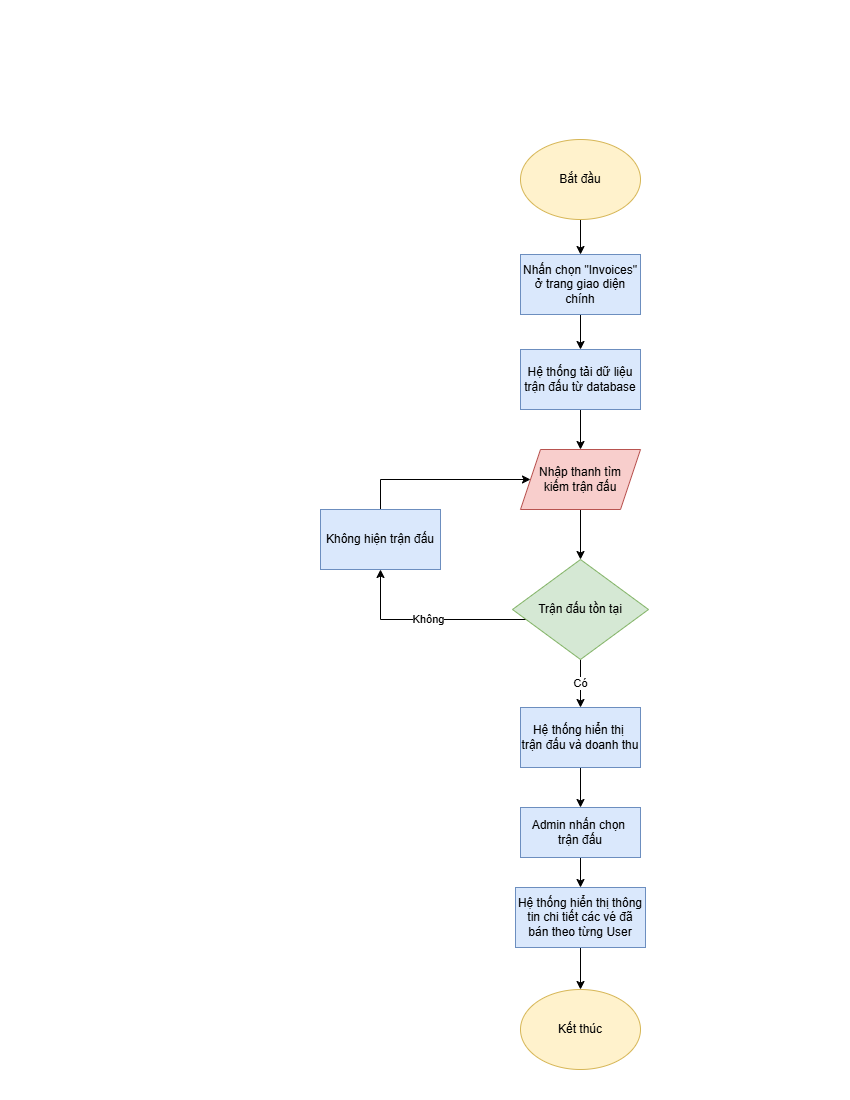 Bắt đầu
Nhấn chọn "Invoices"
ở trang giao diện
chính
Hệ thống tải dữ liệu
trận đấu từ database
Nhập thanh tìm
kiếm trận đấu
Không hiện trận đấu
Trận đấu tồn tại
Không
Có
Hệ thống hiển thị
trận đấu và doanh thu
Admin nhấn chọn
trận đấu
Hệ thống hiển thị thông
tin chi tiết các vé đã
bán theo từng User
Kết thúc